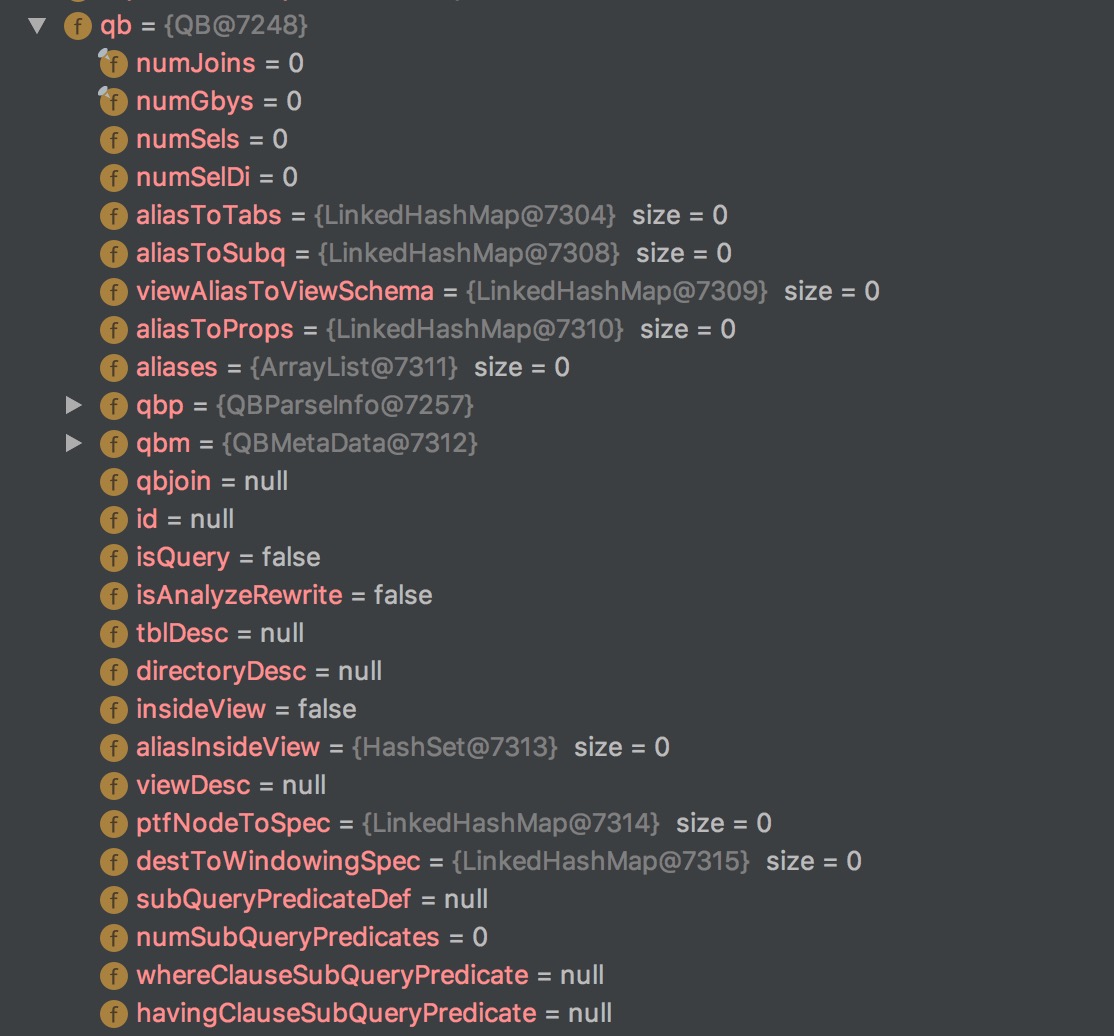 f qb = {QB@7248}
f numJoins = 0
f numGbys = 0
f numSels = 0
f numSelDi = 0
f aliasToTabs = {LinkedHashMap@7304} size = 0
f aliasToSubq = {LinkedHashMap@7308} size = 0
f viewAliasToViewSchema = {LinkedHashMap@7309} size = 0
f aliasToProps = {LinkedHashMap@7310} size = 0
f aliases = {ArrayList@7311} size = 0
f qbp = {QBParseInfo@7257}
f qbm = {QBMetaData@7312}
f qbjoin = null
f id = null
f isQuery = false
f isAnalyzeRewrite = false
f tblDesc = null
f directoryDesc = null
f insideView = false
f aliasInsideView = {HashSet@7313} size = 0
f viewDesc = null
f ptfNodeToSpec = {LinkedHashMap@7314} size = 0
f destToWindowingSpec = {LinkedHashMap@7315} size = 0
f subQueryPredicateDef = null
f numSubQueryPredicates = 0
f whereClauseSubQueryPredicate = null
f havingClauseSubQueryPredicate = null